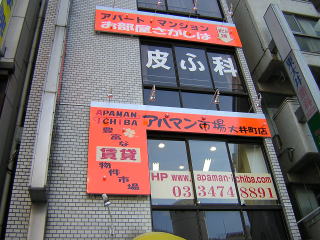 アパート・マンション
お部屋さがしは
皮ふ科
APAMAN
ICHIBA
アパマン市場大井町店
豊富な
賃貸
物件市場
HP www.apaman-ichiba.com
03 3474 8891